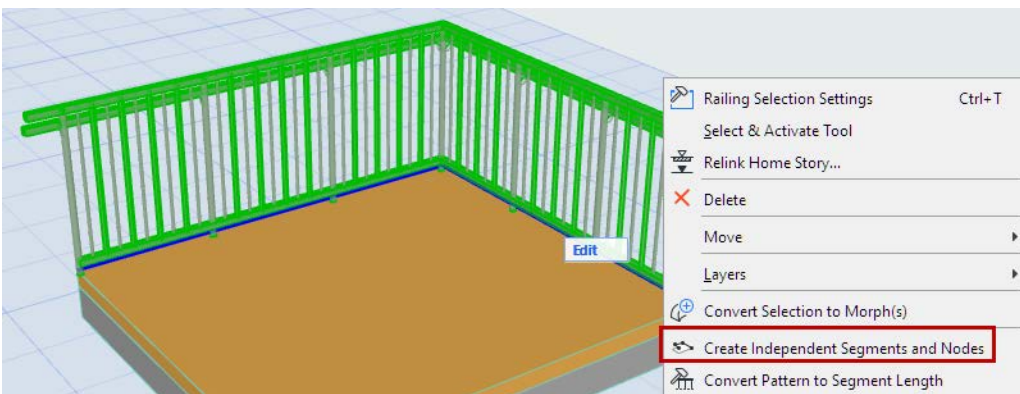 Edit
Railing Selection Settings Ctrl+T
Select & Activate Tool
Relink Home Story...
Delete
Move
Layers
Convert Selection to Morph(s)
Create Independent Segments and Nodes
Convert Pattern to Segment Length